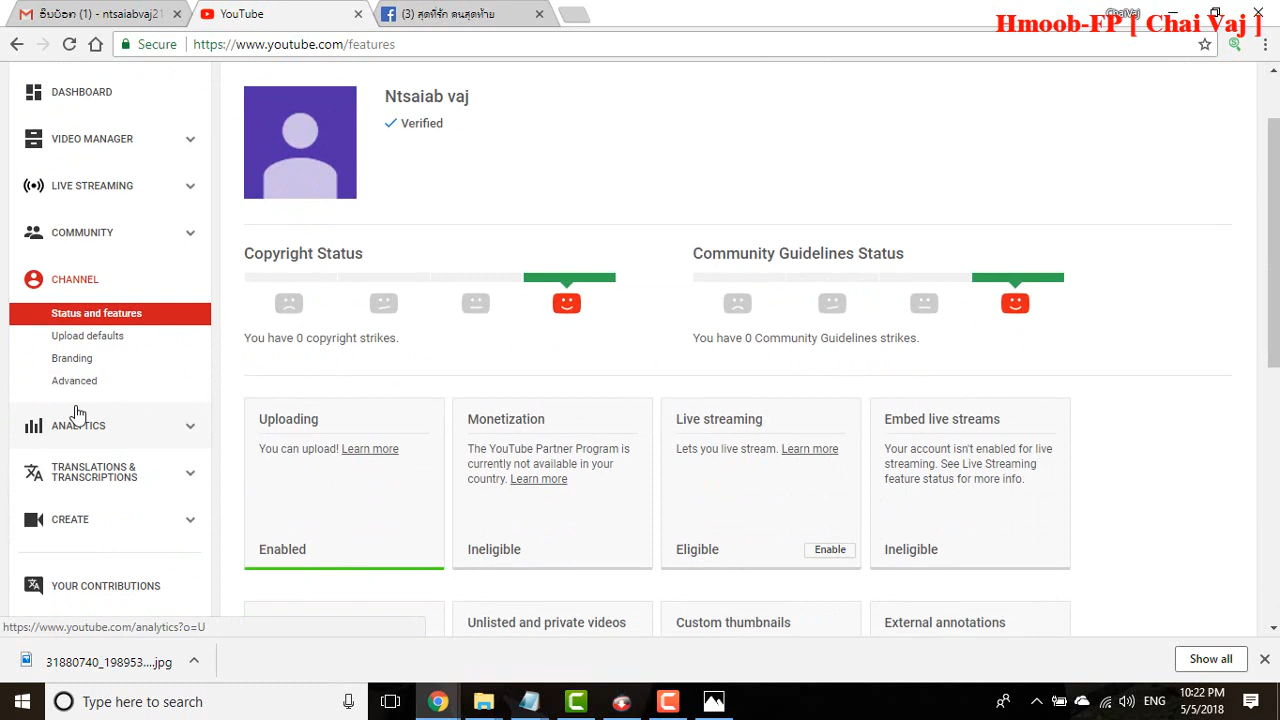 อ๊บบ๊อก (1) - ntsaiabvaj21
YouTube
(3) สุดที่รัก คนสุดท้าย
ChaiVaj
Hmoob-FP [ Chai Vaj ]
Secure
https://www.youtube.com/features
DASHBOARD
VIDEO MANAGER
LIVE STREAMING
COMMUNITY
CHANNEL
Status and features
Upload defaults
Branding
Advanced
ANALYTICS
TRANSLATIONS &
TRANSCRIPTIONS
CREATE
YOUR CONTRIBUTIONS
Ntsaiab vaj
Verified
Copyright Status
You have 0 copyright strikes.
Community Guidelines Status
You have 0 Community Guidelines strikes.
Uploading
You can upload! Learn more
Enabled
Monetization
The YouTube Partner Program is
currently not available in your
country. Learn more
Ineligible
Live streaming
Lets you live stream. Learn more
Eligible
Enable
Embed live streams
Your account isn't enabled for live
streaming. See Live Streaming
feature status for more info.
Ineligible
Unlisted and private videos
Custom thumbnails
External annotations
https://www.youtube.com/analytics?o=U
31880740_198953....jpg
Show all
Type here to search
ENG
10:22 PM
5/5/2018